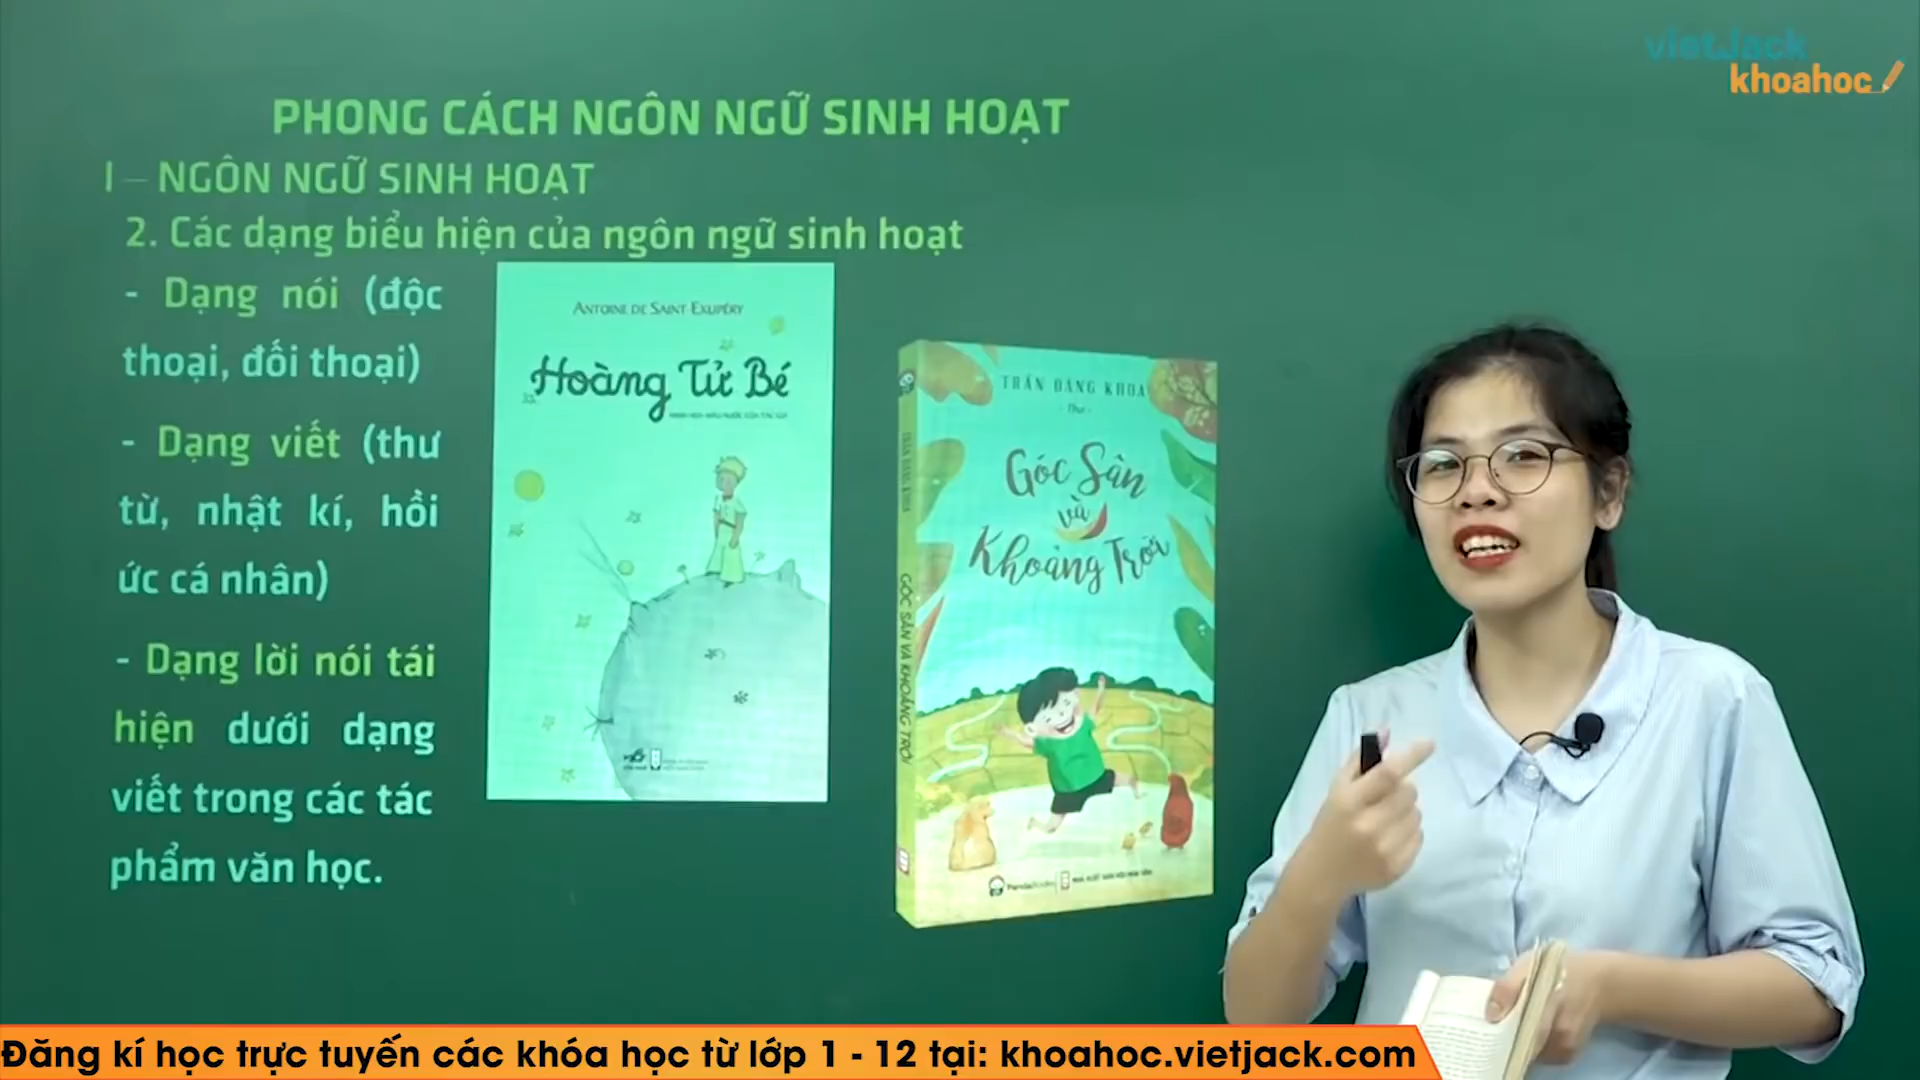 vietJack
khoahoc
PHONG CÁCH NGÔN NGỮ SINH HOẠT
I – NGÔN NGỮ SINH HOẠT
2. Các dạng biểu hiện của ngôn ngữ sinh hoạt
- Dạng nói (độc
thoại, đối thoại)
- Dạng viết (thư
từ, nhật kí, hồi
ức cá nhân)
- Dạng lời nói tái
hiện dưới dạng
viết trong các tác
phẩm văn học.
ANTOINE DE SAINT-EXUPÉRY
Hoàng Tử Bé
TRẦN ĐĂNG KHOA
Thơ
Góc Sân
và
Khoảng Trời
GÓC SÂN VÀ KHOẢNG TRỜI
PandaBooks
Đăng kí học trực tuyến các khóa học từ lớp 1 - 12 tại: khoahoc.vietjack.com